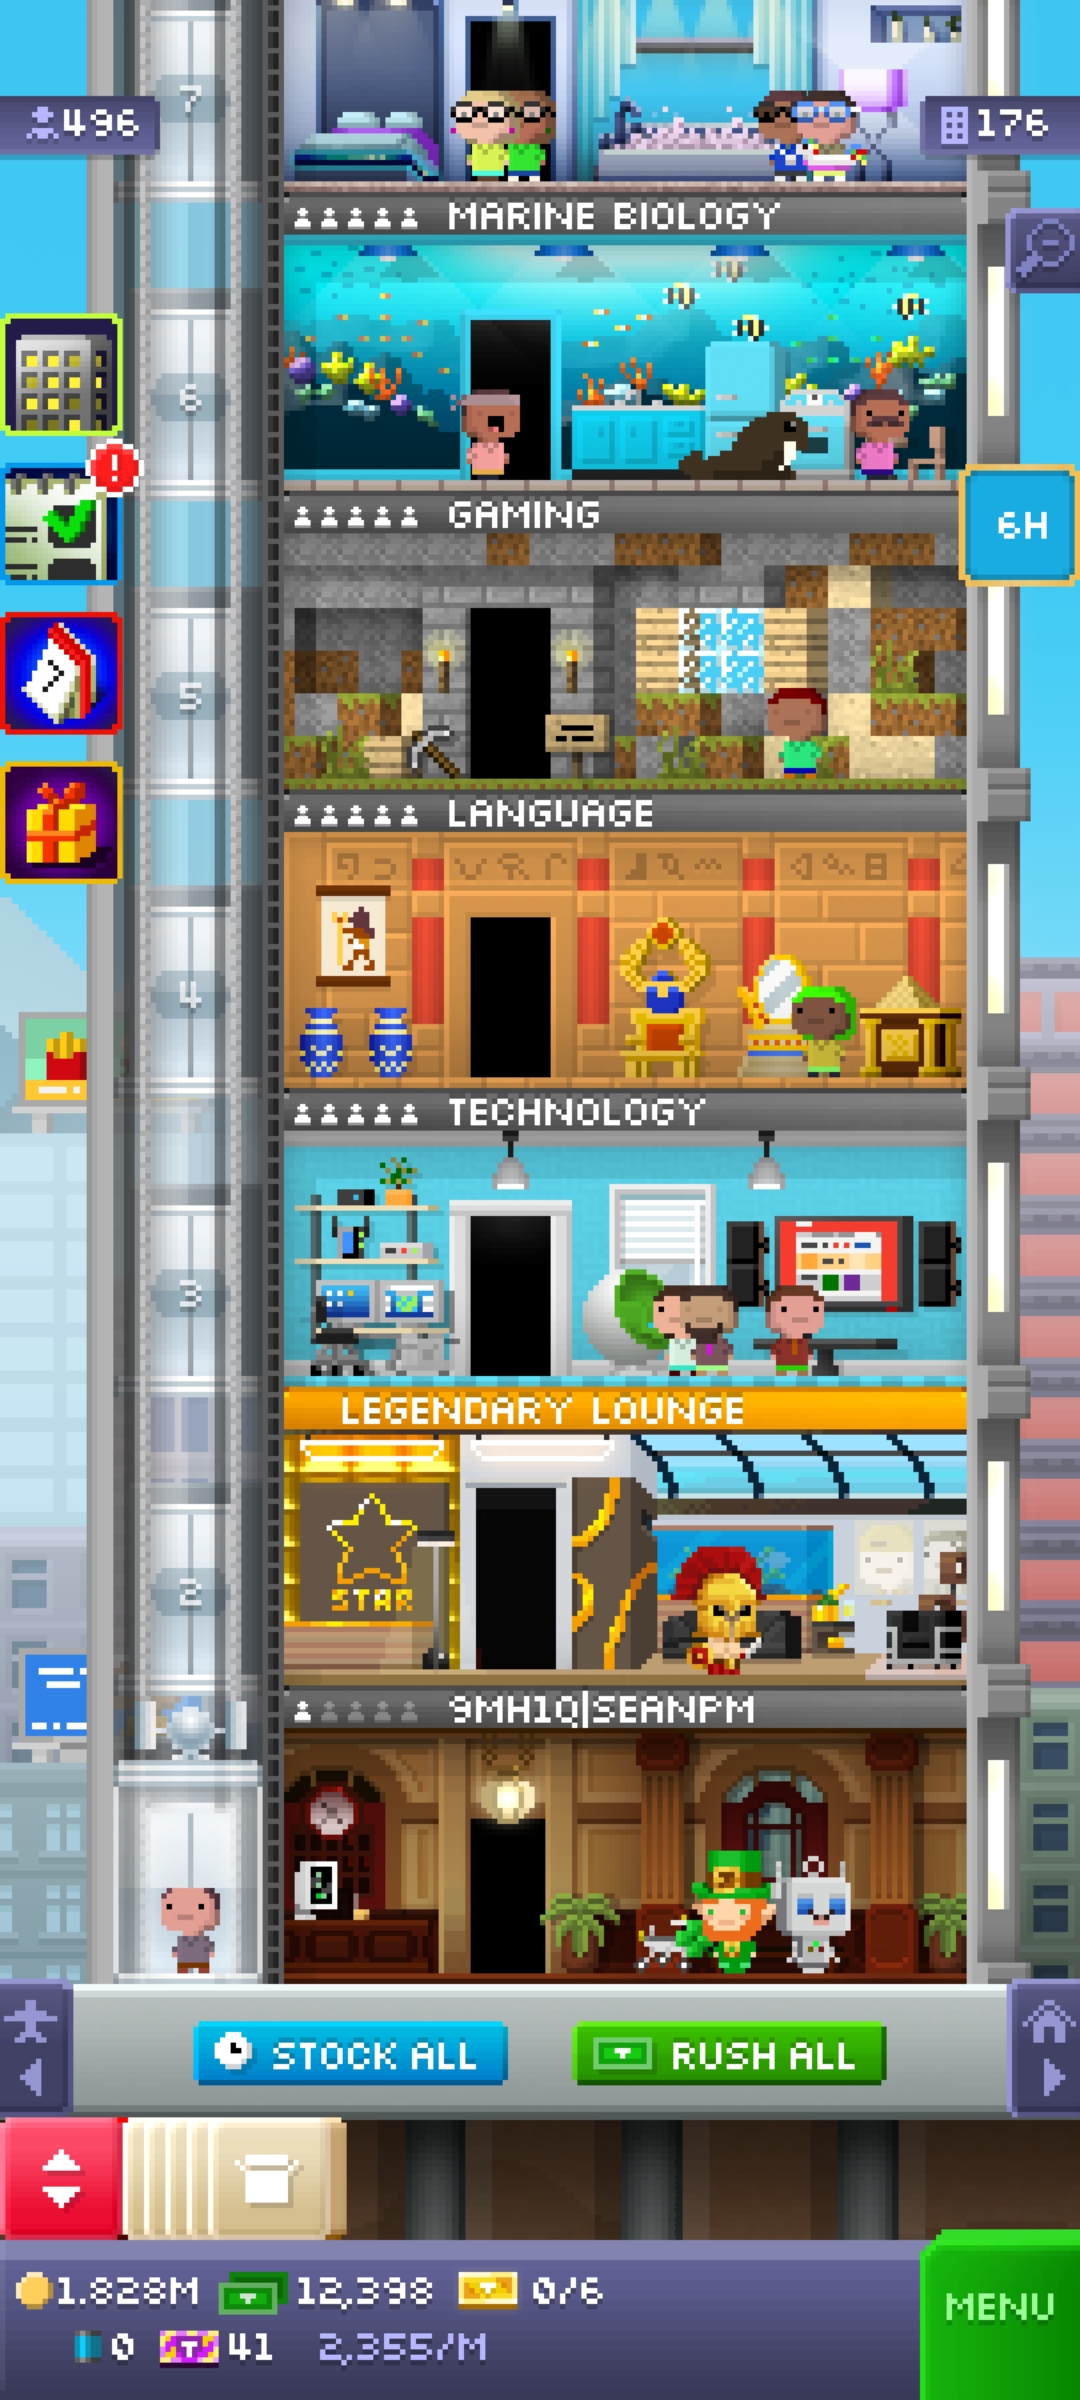 7
496
176
MARINE BIOLOGY
6
GAMING
6H
5
LANGUAGE
4
TECHNOLOGY
3
LEGENDARY LOUNGE
STAR
2
9MH1Q|SEANPM
STOCK ALL
RUSH ALL
1.828M
12,398
0/6
MENU
0
41
2,355/M